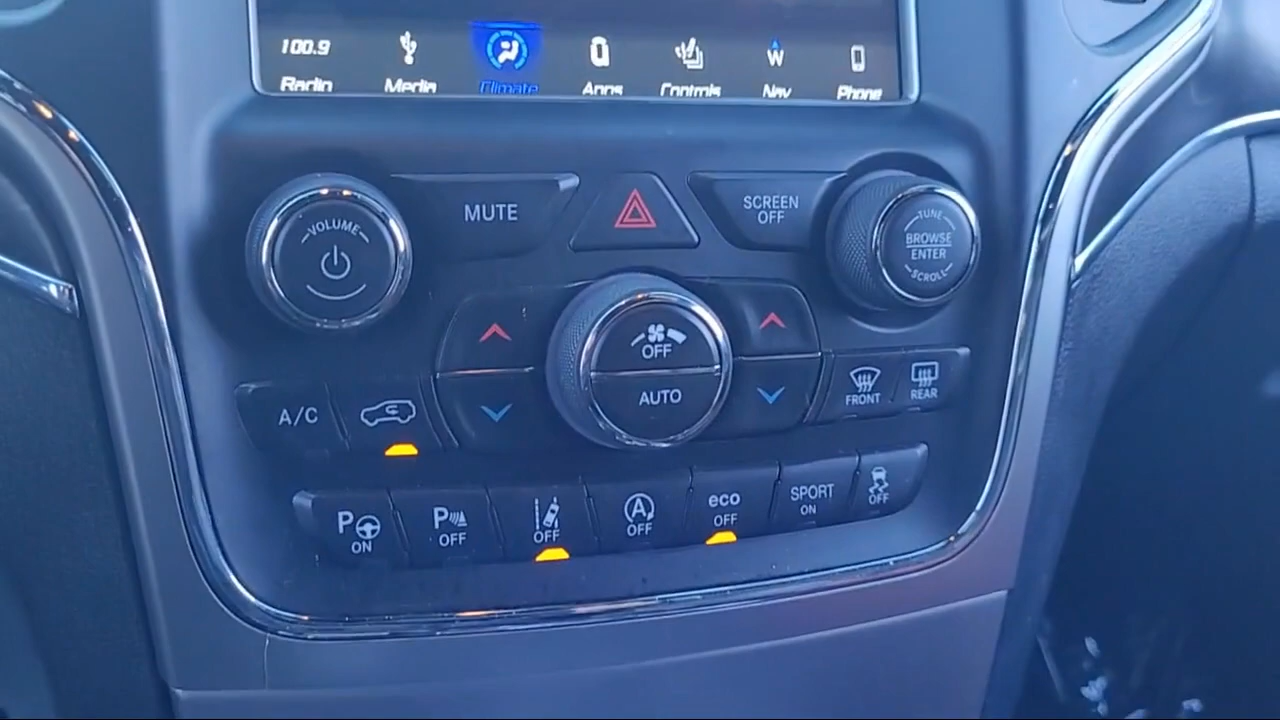 100.9
Radio Media Climate Apps Controls Nav Phone
W
VOLUME
MUTE
SCREEN
OFF
TUNE
BROWSE
ENTER
SCROLL
OFF
AUTO
A/C
FRONT
REAR
P ON
P OFF
OFF
A OFF
eco
OFF
SPORT
ON
OFF